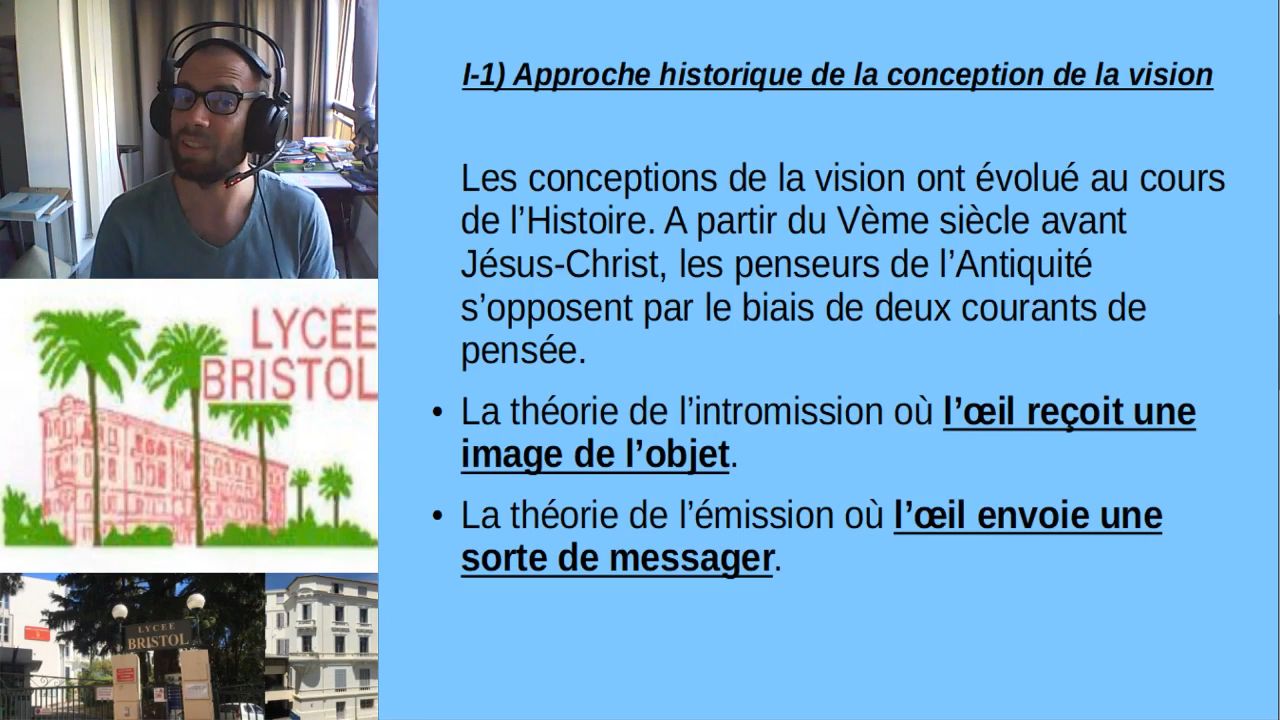 I-1) Approche historique de la conception de la vision
Les conceptions de la vision ont évolué au cours
de l’Histoire. A partir du Vème siècle avant
Jésus-Christ, les penseurs de l’Antiquité
s’opposent par le biais de deux courants de
pensée.
• La théorie de l’intromission où l’œil reçoit une
image de l’objet.
• La théorie de l’émission où l’œil envoie une
sorte de messager.
LYCÉE
BRISTOL
LYCEE
BRISTOL